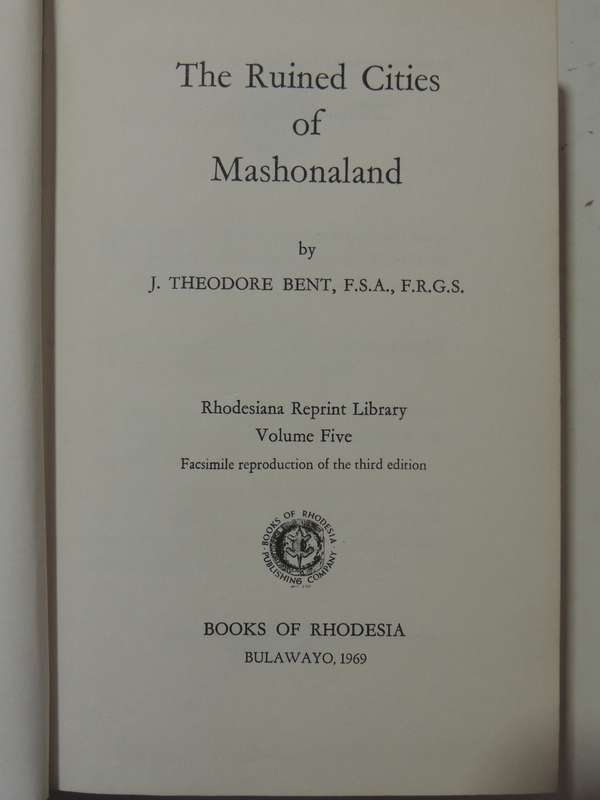 The Ruined Cities
of
Mashonaland
by
J. THEODORE BENT, F.S.A., F.R.G.S.
Rhodesiana Reprint Library
Volume Five
Facsimile reproduction of the third edition
BOOKS OF RHODESIA
PUBLISHING COMPANY
BOOKS OF RHODESIA
BULAWAYO, 1969